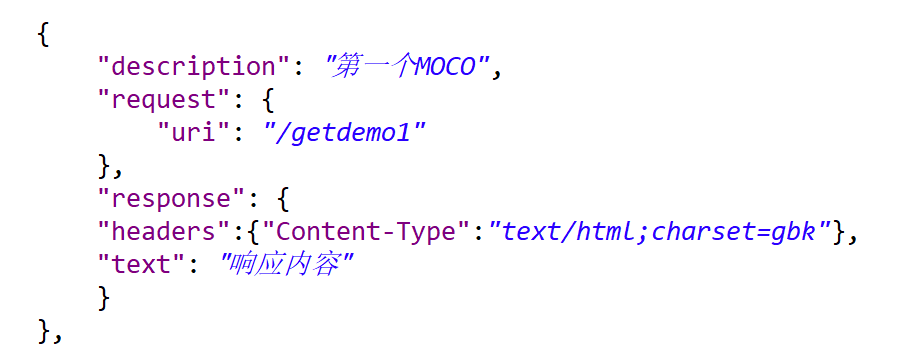 {
    "description": "第一个MOCO",
    "request": {
        "uri": "/getdemo1"
    },
    "response": {
    "headers":{"Content-Type":"text/html;charset=gbk"},
    "text": "响应内容"
    }
},